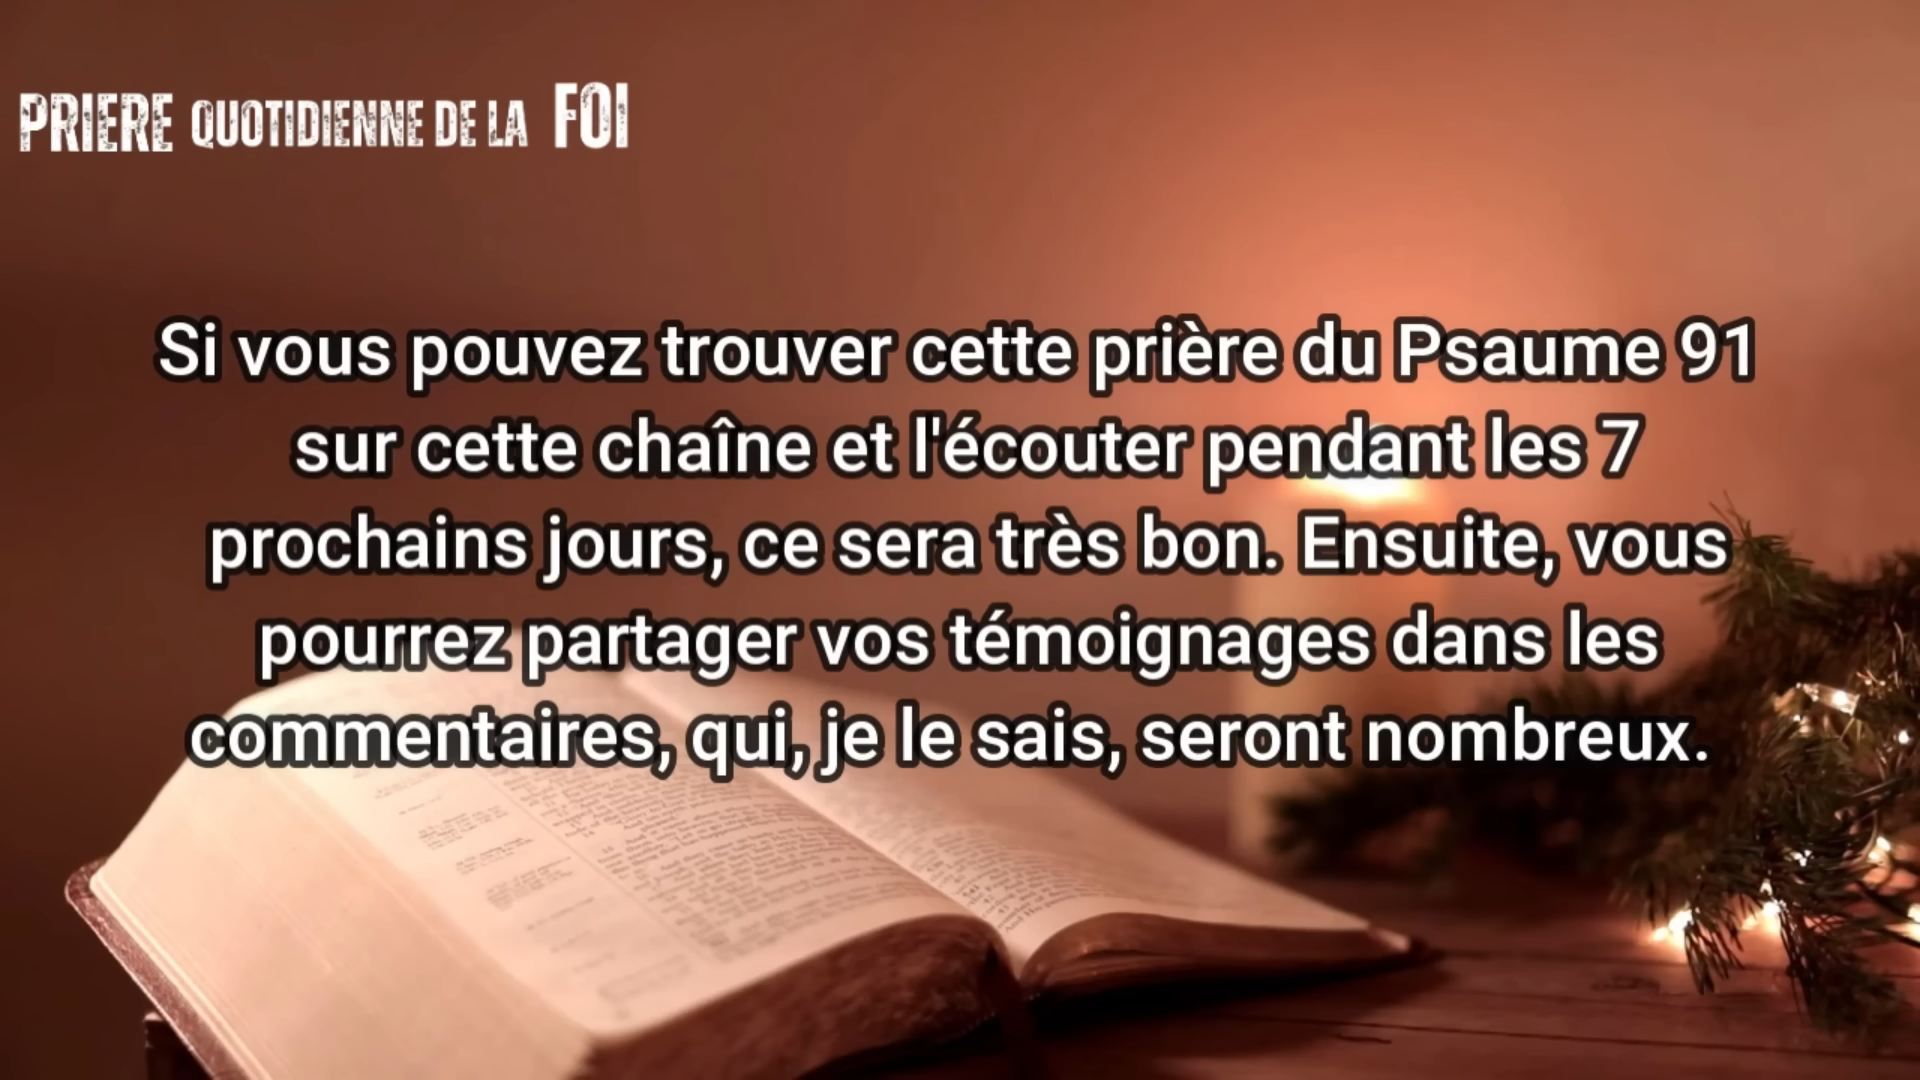 PRIERE QUOTIDIENNE DE LA FOI
Si vous pouvez trouver cette prière du Psaume 91
sur cette chaîne et l'écouter pendant les 7
prochains jours, ce sera très bon. Ensuite, vous
pourrez partager vos témoignages dans les
commentaires, qui, je le sais, seront nombreux.